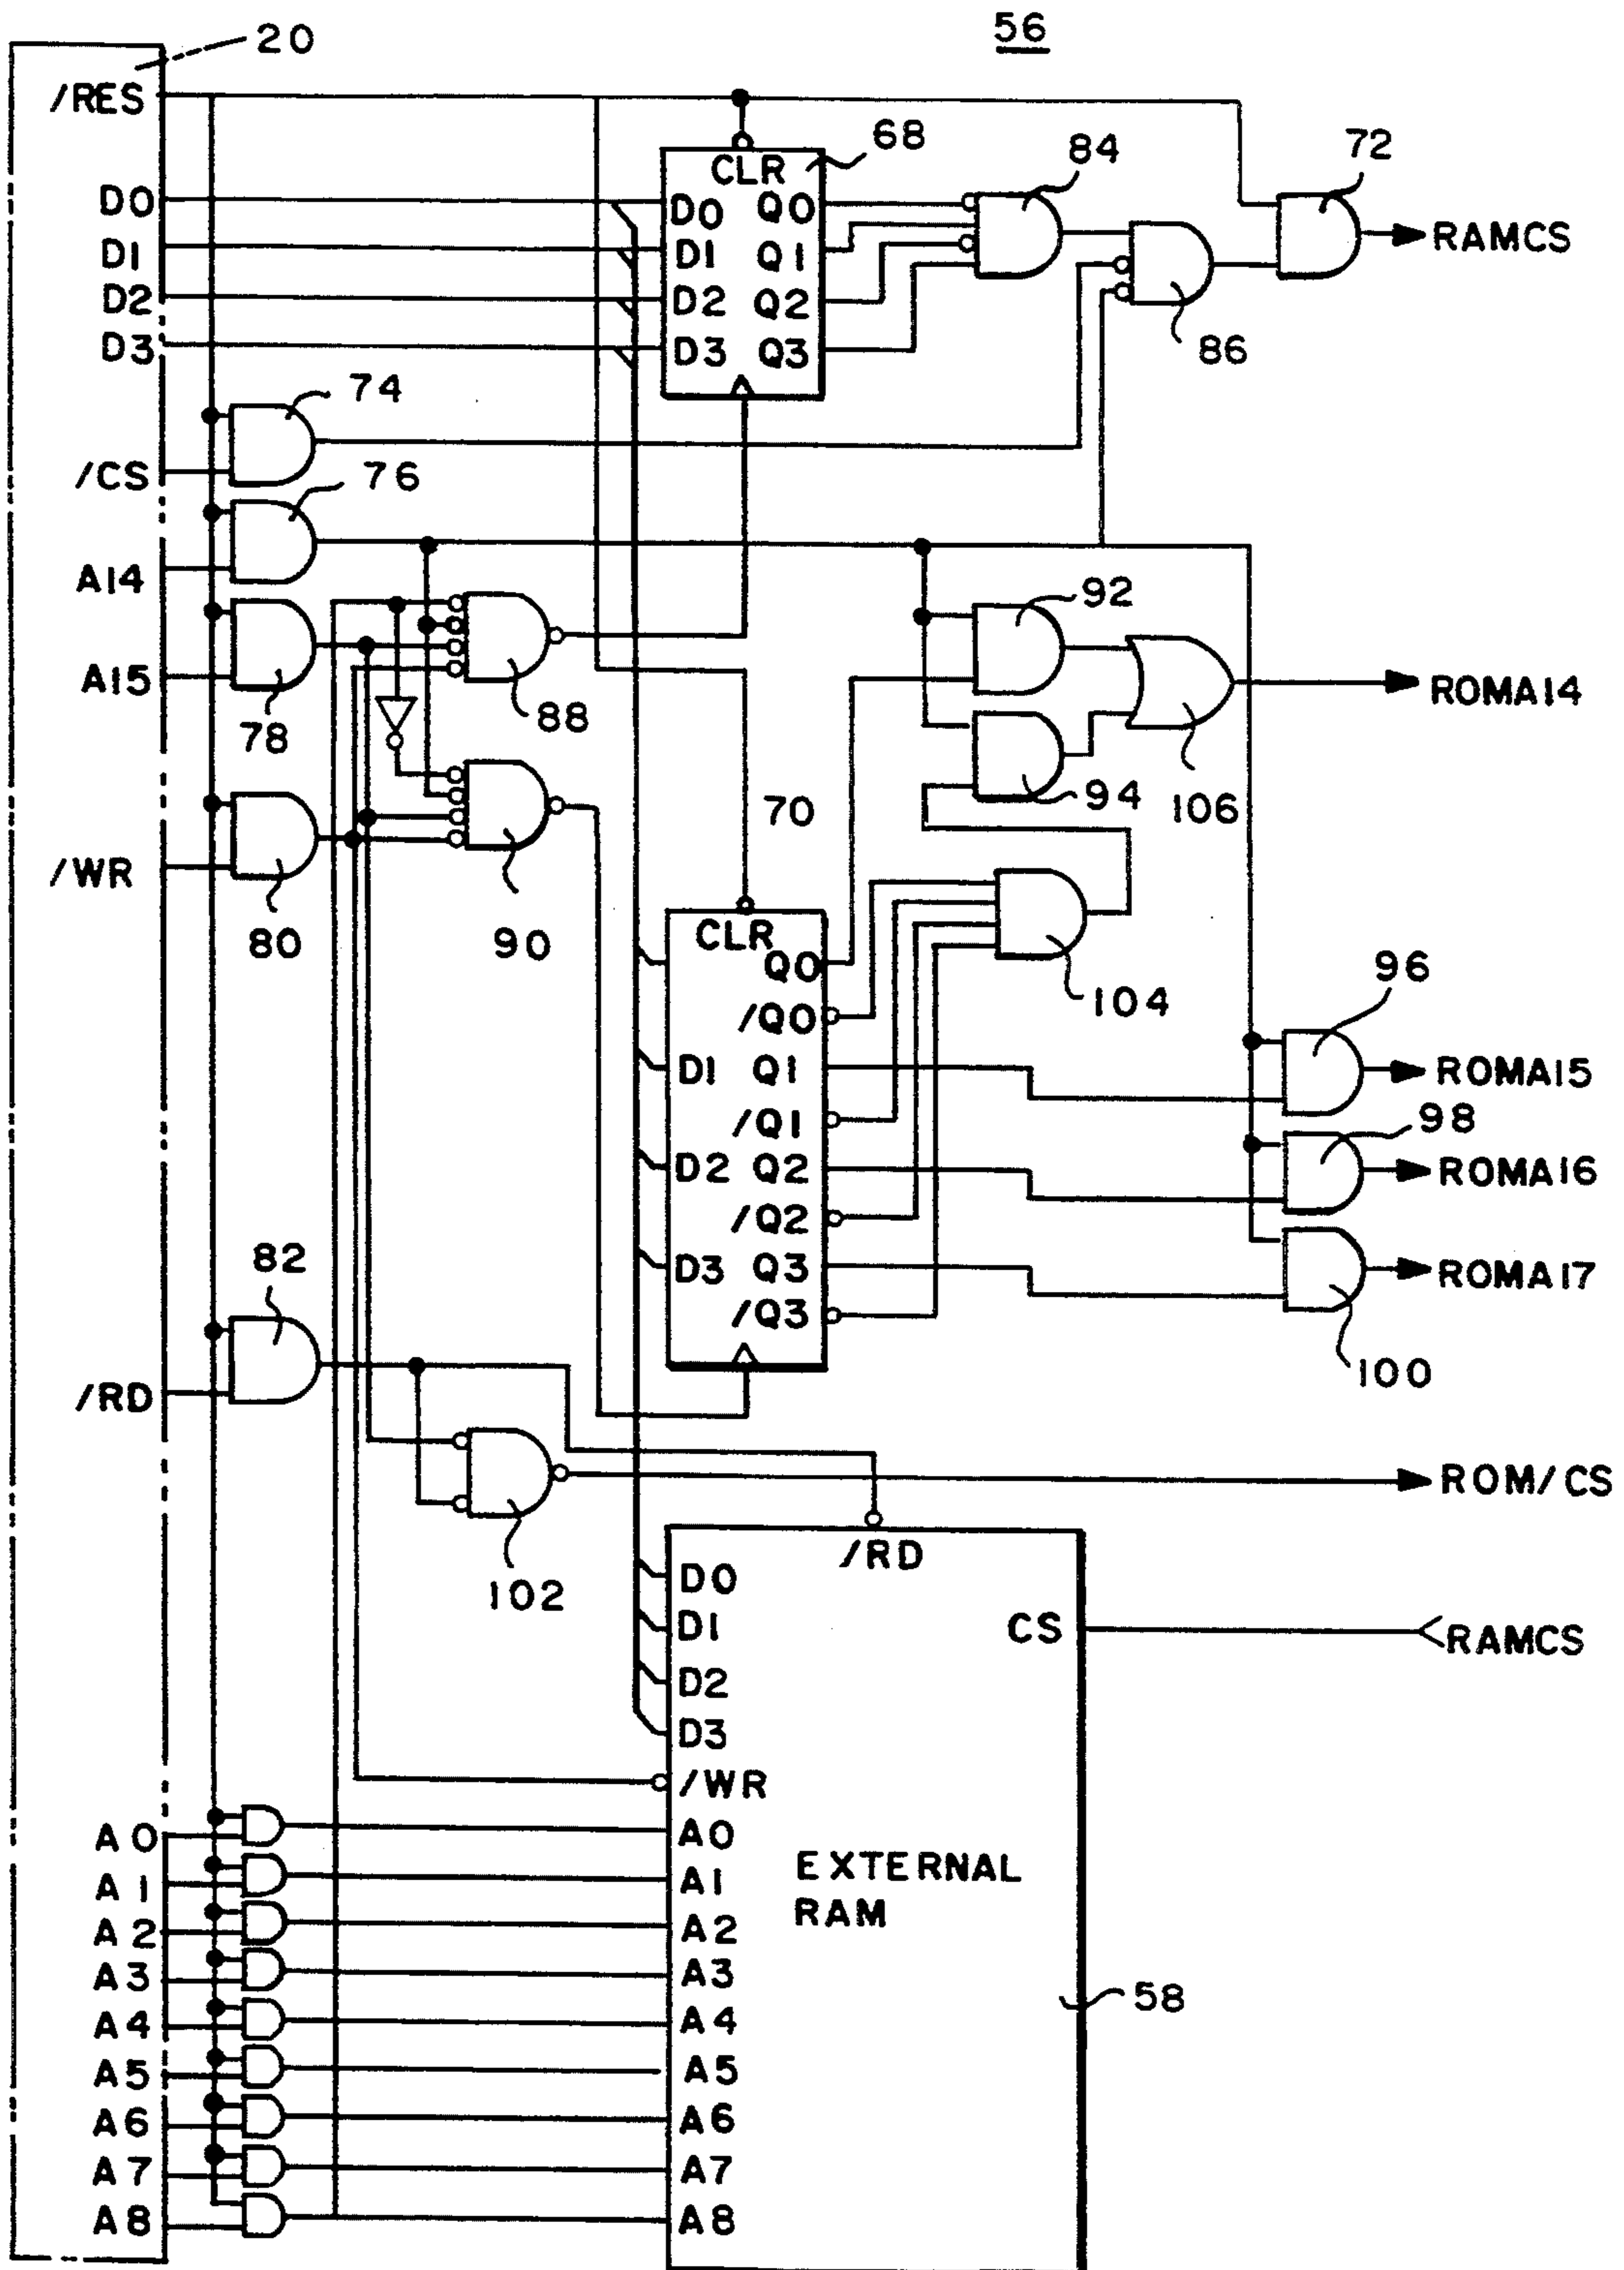 56
20
/RES
68
84
72
CLR
D0
D0
Q0
RAMCS
D1
D1
Q1
D2
D2
Q2
D3
D3
Q3
86
74
/CS
76
A14
92
A15
ROMA14
78
88
70
94
106
/WR
80
90
CLR
Q0
96
/Q0
104
D1
Q1
ROMA15
/Q1
98
D2
Q2
ROMA16
/Q2
82
D3
Q3
ROMA17
/Q3
/RD
100
ROM/CS
/RD
102
D0
D1
CS
RAMCS
D2
D3
/WR
A0
A0
A1
A1
EXTERNAL
RAM
A2
A2
A3
A3
A4
A4
58
A5
A5
A6
A6
A7
A7
A8
A8